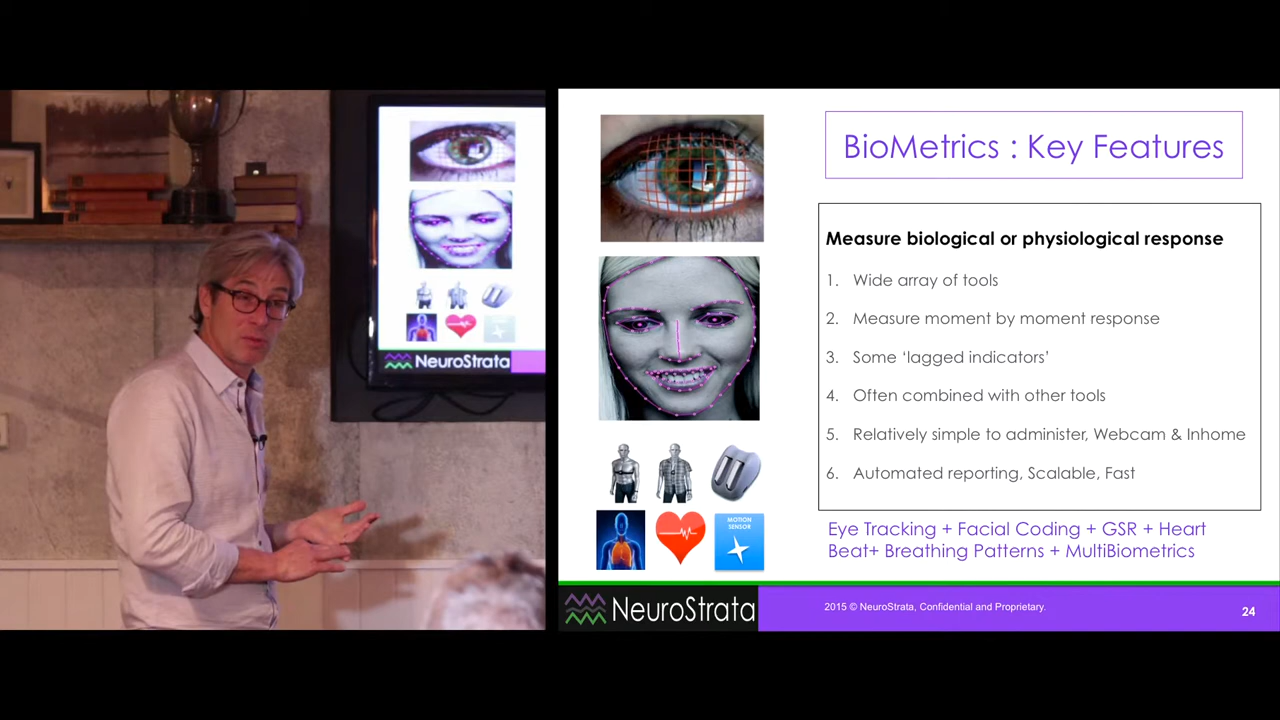 NeuroStrata
BioMetrics : Key Features
Measure biological or physiological response
1. Wide array of tools
2. Measure moment by moment response
3. Some ‘lagged indicators’
4. Often combined with other tools
5. Relatively simple to administer, Webcam & Inhome
6. Automated reporting, Scalable, Fast
MOTION
SENSOR
Eye Tracking + Facial Coding + GSR + Heart
Beat+ Breathing Patterns + MultiBiometrics
NeuroStrata
2015 © NeuroStrata, Confidential and Proprietary.
24